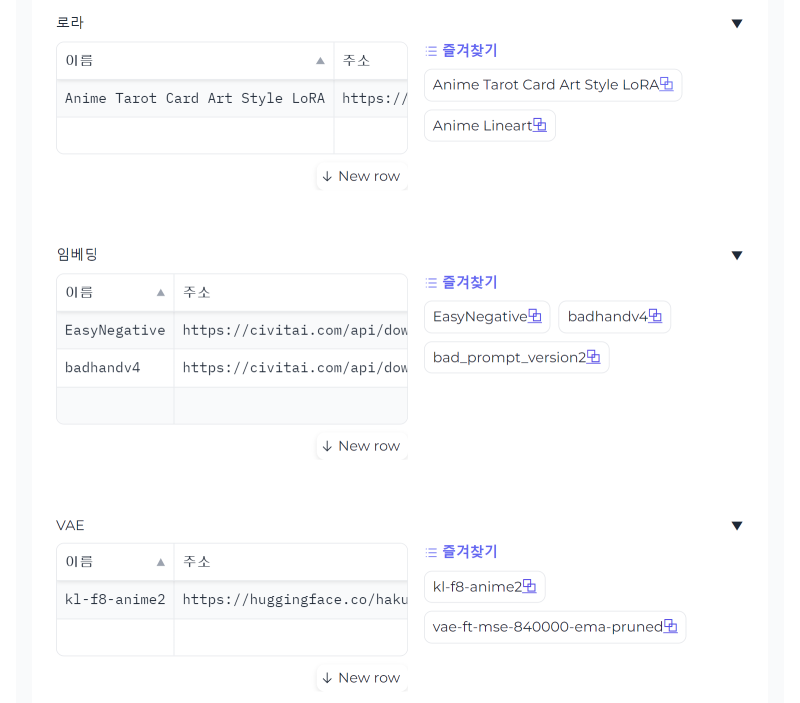 로라 ▼
이름 ▲ 주소
Anime Tarot Card Art Style LoRA https://
↓ New row
즐겨찾기
Anime Tarot Card Art Style LoRA
Anime Lineart
임베딩 ▼
이름 ▲ 주소
EasyNegative https://civitai.com/api/dow
badhandv4 https://civitai.com/api/dow
↓ New row
즐겨찾기
EasyNegative badhandv4
bad_prompt_version2
VAE ▼
이름 ▲ 주소
kl-f8-anime2 https://huggingface.co/haku
↓ New row
즐겨찾기
kl-f8-anime2
vae-ft-mse-840000-ema-pruned